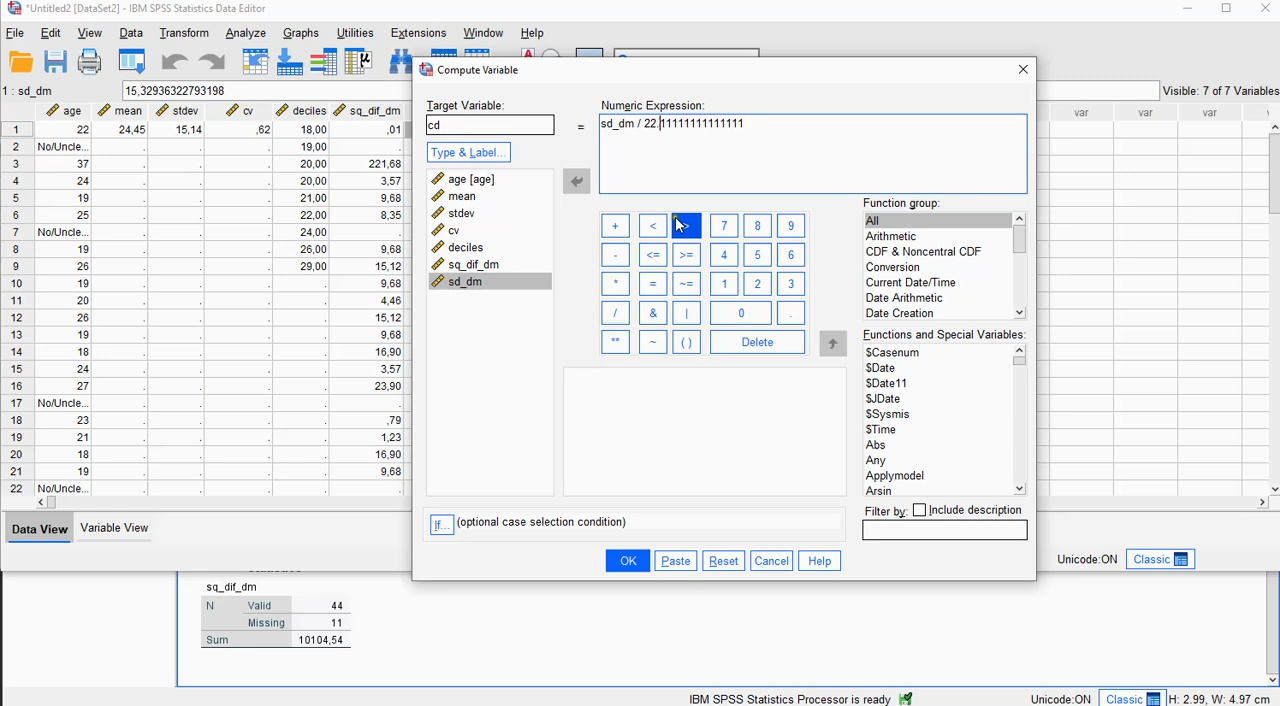 *Untitled2 [DataSet2] - IBM SPSS Statistics Data Editor
File Edit View Data Transform Analyze Graphs Utilities Extensions Window Help
1 : sd_dm 15,32936322793198 Visible: 7 of 7 Variables
age mean stdev cv deciles sq_dif_dm var var var
1 22 24,45 15,14 ,62 18,00 ,01
2 No/Uncle... . . . 19,00 .
3 37 . . . 20,00 221,68
4 24 . . . 20,00 3,57
5 19 . . . 21,00 9,68
6 25 . . . 22,00 8,35
7 No/Uncle... . . . 24,00 .
8 19 . . . 26,00 9,68
9 26 . . . 29,00 15,12
10 19 . . . . 9,68
11 20 . . . . 4,46
12 26 . . . . 15,12
13 19 . . . . 9,68
14 18 . . . . 16,90
15 24 . . . . 3,57
16 27 . . . . 23,90
17 No/Uncle... . . . . .
18 23 . . . . ,79
19 21 . . . . 1,23
20 18 . . . . 16,90
21 19 . . . . 9,68
22 No/Uncle... . . . . .
Data View Variable View
Unicode:ON Classic
Compute Variable
Target Variable:
cd
=
Numeric Expression:
sd_dm / 22.11111111111111
Type & Label...
age [age]
mean
stdev
cv
deciles
sq_dif_dm
sd_dm
+ < > 7 8 9
- <= >= 4 5 6
* = ~= 1 2 3
/ & | 0 .
** ~ ( ) Delete
Function group:
All
Arithmetic
CDF & Noncentral CDF
Conversion
Current Date/Time
Date Arithmetic
Date Creation
Functions and Special Variables:
$Casenum
$Date
$Date11
$JDate
$Sysmis
$Time
Abs
Any
Applymodel
Arsin
If... (optional case selection condition)
Filter by: Include description
OK Paste Reset Cancel Help
sq_dif_dm
N Valid 44
Missing 11
Sum 10104,54
IBM SPSS Statistics Processor is ready Unicode:ON Classic H: 2.99, W: 4.97 cm